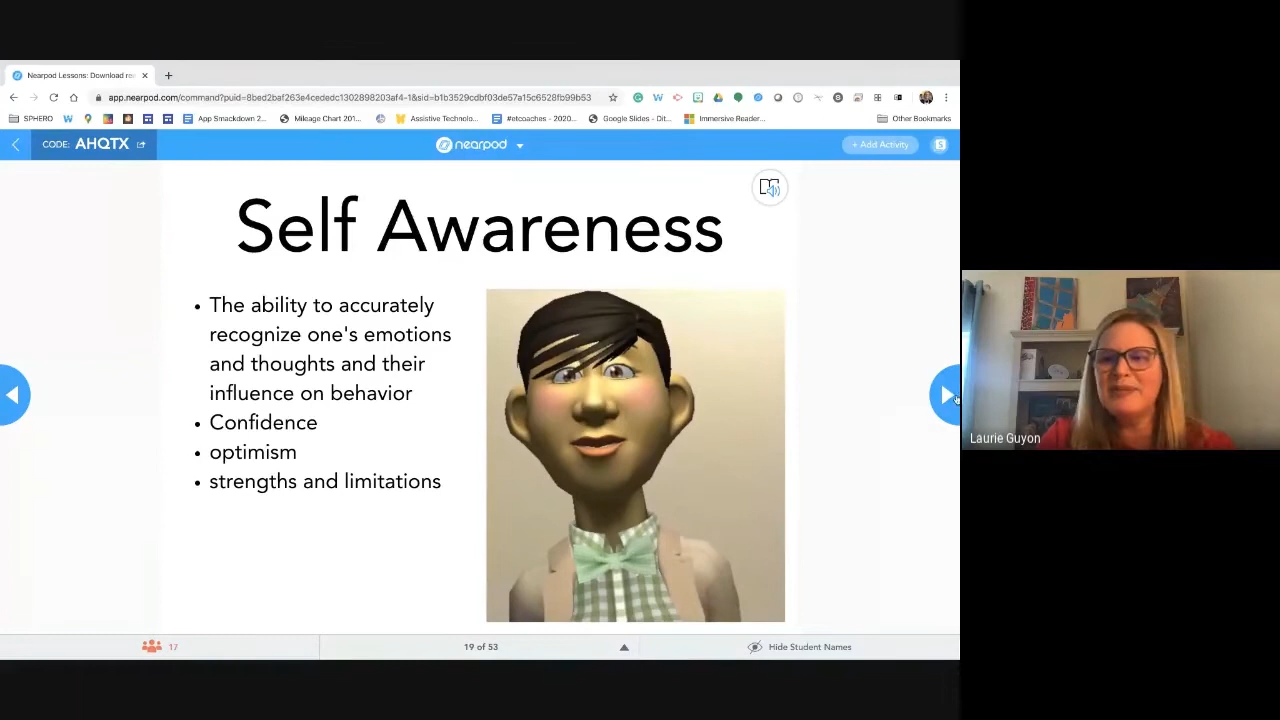 Nearpod Lessons: Download rea
app.nearpod.com/command?puid=8bed2baf263e4cededc1302898203af4-1&sid=b1b3529cdbf03de57a15c6528fb99b53
SPHERO
App Smackdown 2...
Mileage Chart 201...
Assistive Technolo...
#etcoaches - 2020...
Google Slides - Dit...
Immersive Reader...
Other Bookmarks
CODE: AHQTX
nearpod
+ Add Activity
Self Awareness
• The ability to accurately
recognize one's emotions
and thoughts and their
influence on behavior
• Confidence
• optimism
• strengths and limitations
Laurie Guyon
17
19 of 53
Hide Student Names